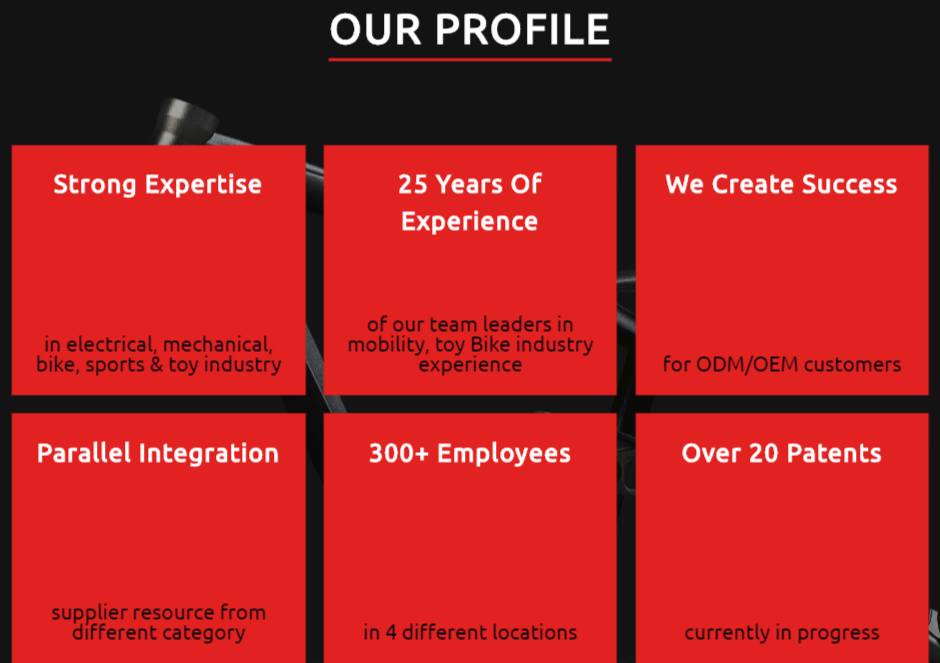 OUR PROFILE
Strong Expertise
in electrical, mechanical,
bike, sports & toy industry
25 Years Of
Experience
of our team leaders in
mobility, toy Bike industry
experience
We Create Success
for ODM/OEM customers
Parallel Integration
supplier resource from
different category
300+ Employees
in 4 different locations
Over 20 Patents
currently in progress